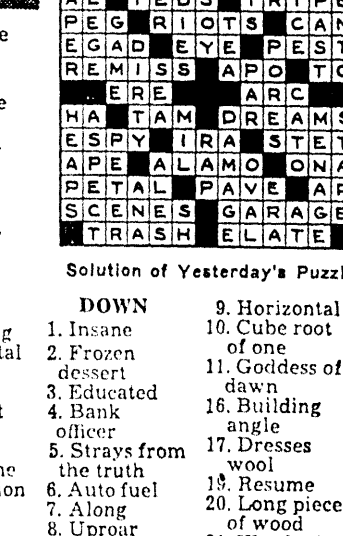 PEG RIOTS CAN
EGAD EYE PEST
REMISS APO TO
ERE ARC
HA TAM DREAMS
ESPY IRA STET
APE ALAMO ONA
PETAL PAVE AP
SCENES GARAGE
TRASH ELATE
Solution of Yesterday's Puzzl
DOWN
1. Insane
2. Frozen
dessert
3. Educated
4. Bank
officer
5. Strays from
the truth
6. Auto fuel
7. Along
8. Uproar
9. Horizontal
10. Cube root
of one
11. Goddess of
dawn
16. Building
angle
17. Dresses
wool
19. Resume
20. Long piece
of wood